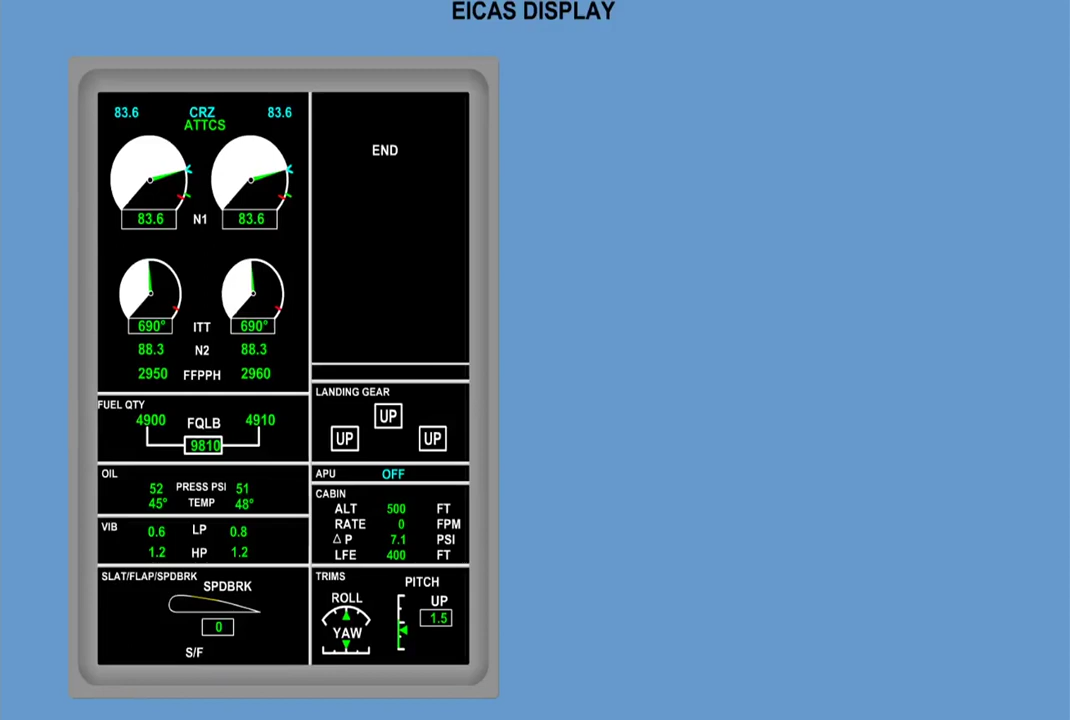 EICAS DISPLAY
83.6 CRZ 83.6
ATTCS
83.6 N1 83.6
690° ITT 690°
88.3 N2 88.3
2950 FFPPH 2960
FUEL QTY
4900 FQLB 4910
9810
OIL
52 PRESS PSI 51
45° TEMP 48°
VIB
0.6 LP 0.8
1.2 HP 1.2
SLAT/FLAP/SPDBRK
SPDBRK
0
S/F
END
LANDING GEAR
UP
UP UP
APU OFF
CABIN
ALT 500 FT
RATE 0 FPM
Δ P 7.1 PSI
LFE 400 FT
TRIMS
PITCH
ROLL UP
1.5
YAW